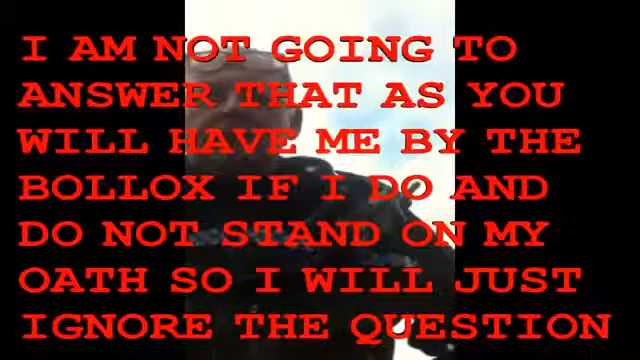 I AM NOT GOING TO
ANSWER THAT AS YOU
WILL HAVE ME BY THE
BOLLOX IF I DO AND
DO NOT STAND ON MY
OATH SO I WILL JUST
IGNORE THE QUESTION